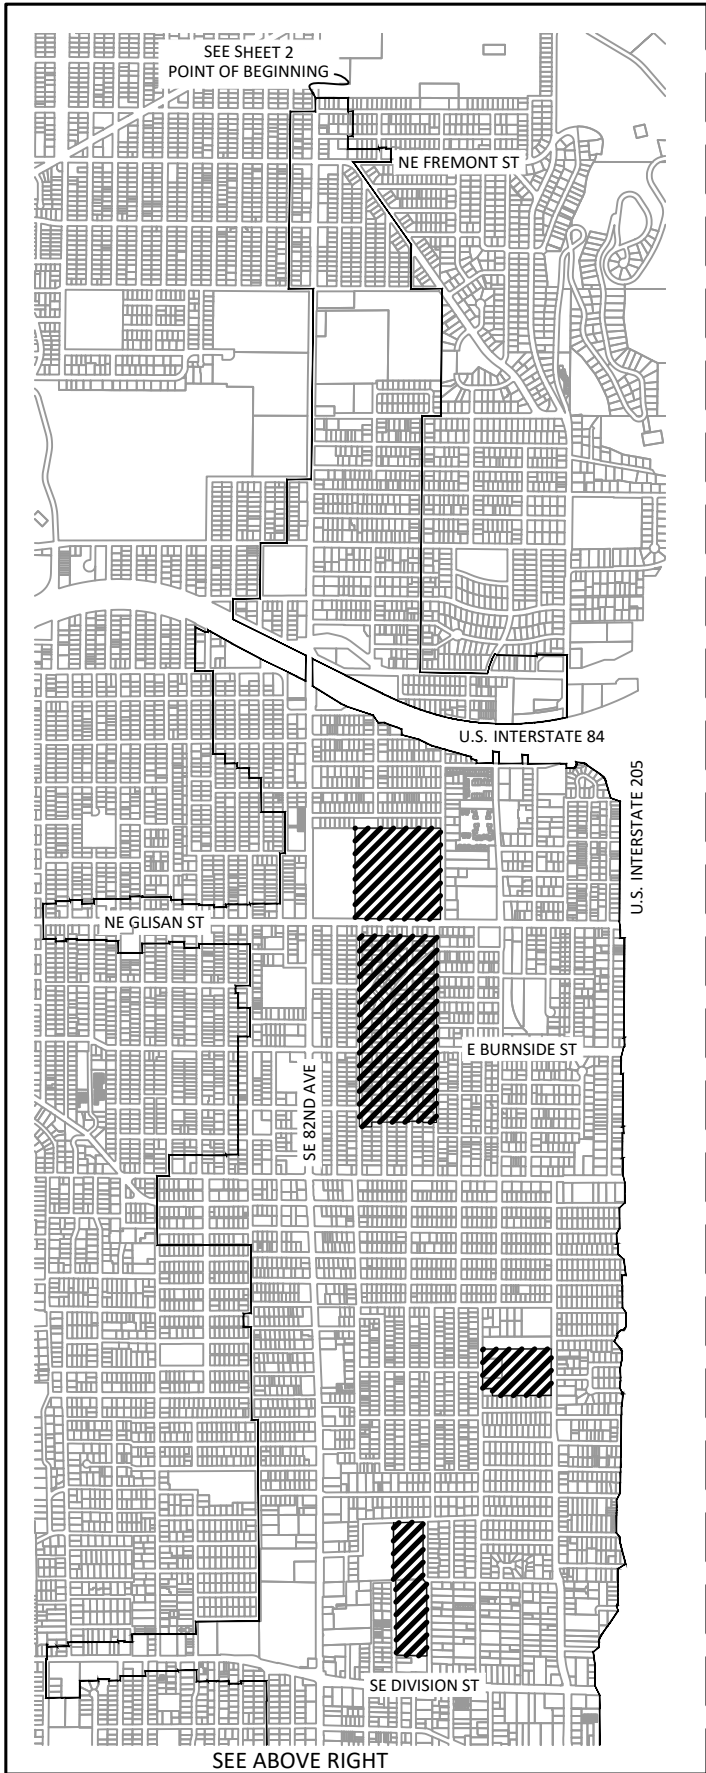 SEE SHEET 2
POINT OF BEGINNING
NE FREMONT ST
U.S. INTERSTATE 84
U.S. INTERSTATE 205
NE GLISAN ST
E BURNSIDE ST
SE 82ND AVE
SE DIVISION ST
SEE ABOVE RIGHT